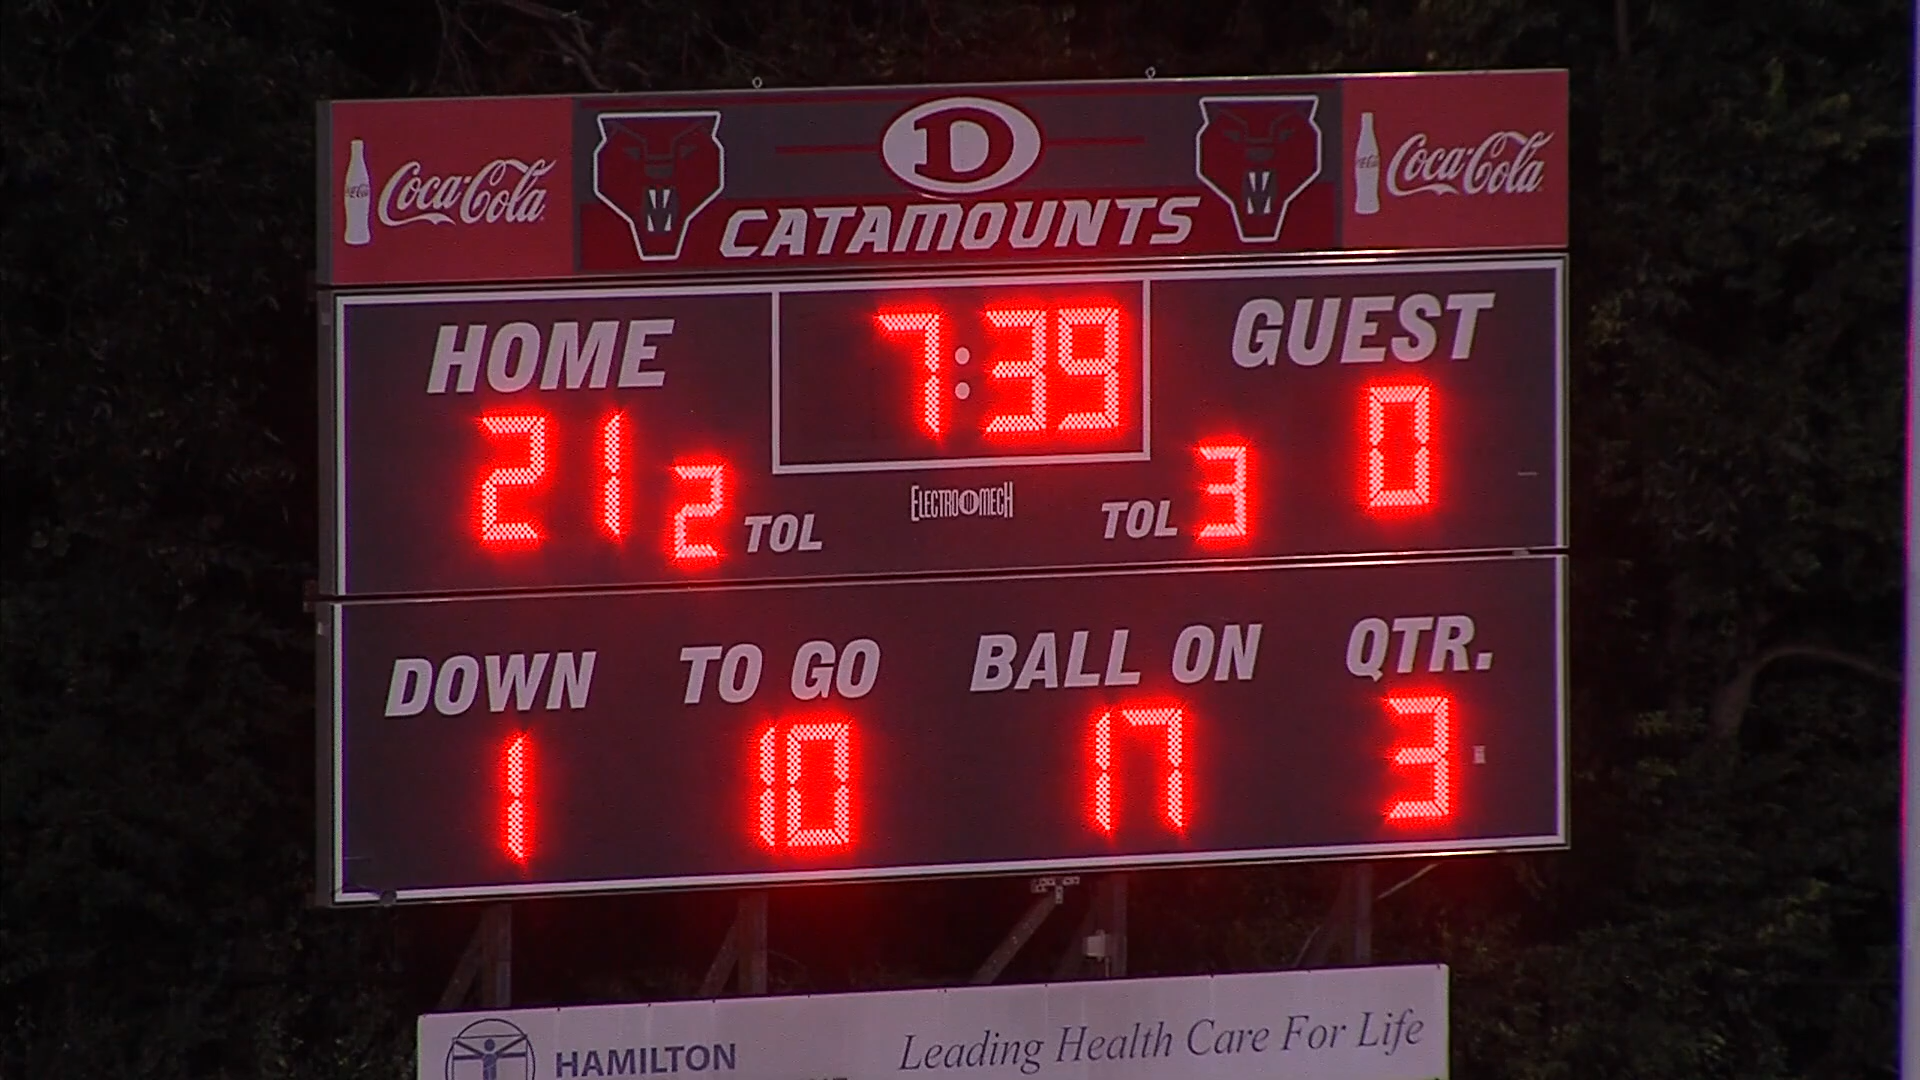 Coca-Cola
D
CATAMOUNTS
Coca-Cola
HOME
7:39
GUEST
21
2 TOL
ELECTRO MECH
TOL 3
0
DOWN
TO GO
BALL ON
QTR.
1
10
17
3
HAMILTON
Leading Health Care For Life